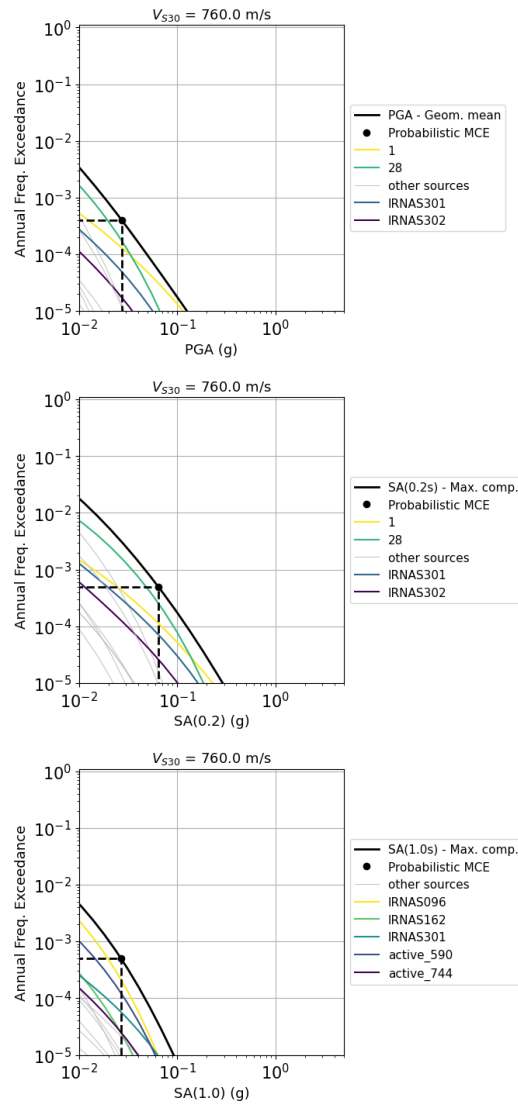 V_{S30} = 760.0 m/s
Annual Freq. Exceedance
10^0
10^{-1}
10^{-2}
10^{-3}
10^{-4}
10^{-5}
10^{-2}
10^{-1}
10^0
PGA (g)
PGA - Geom. mean
Probabilistic MCE
1
28
other sources
IRNAS301
IRNAS302
V_{S30} = 760.0 m/s
Annual Freq. Exceedance
10^0
10^{-1}
10^{-2}
10^{-3}
10^{-4}
10^{-5}
10^{-2}
10^{-1}
10^0
SA(0.2) (g)
SA(0.2s) - Max. comp.
Probabilistic MCE
1
28
other sources
IRNAS301
IRNAS302
V_{S30} = 760.0 m/s
Annual Freq. Exceedance
10^0
10^{-1}
10^{-2}
10^{-3}
10^{-4}
10^{-5}
10^{-2}
10^{-1}
10^0
SA(1.0) (g)
SA(1.0s) - Max. comp.
Probabilistic MCE
other sources
IRNAS096
IRNAS162
IRNAS301
active_590
active_744